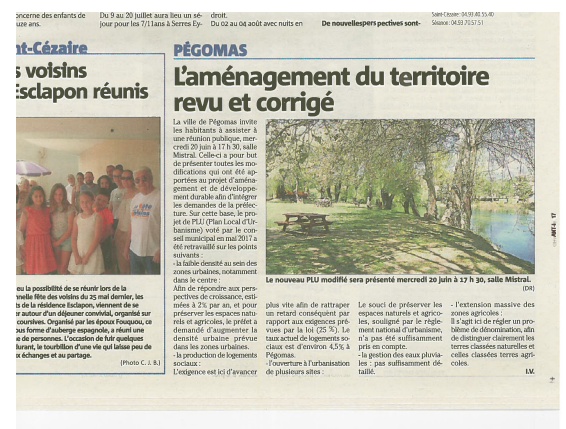 oncerne des enfants de
uze ans.
Du 9 au 20 juillet aura lieu un sé-
jour pour les 7/11ans à Serres Ey-
droit.
Du 02 au 04 août avec nuits en
De nouvelles perspectives sont-
Saint-Cézaire: 04.93.40.55.40
Séranon: 04.93.70.57.51
nt-Cézaire
s voisins
Esclapon réunis
eu la possibilité de se réunir lors de la
nnella fête des voisins du 25 mai dernier, les
s de la résidence Esclapon, viennent de se
r autour d'un déjeuner convivial, organisé sur
coursives. Organisé par les époux Fouquou, ce
ous forme d'auberge espagnole, a réuni une
e de personnes. L'occasion de fuir quelques
durant, le tourbillon d'une vie qui laisse peu de
x échanges et au partage.
(Photo C. J. B.)
PÉGOMAS
L'aménagement du territoire
revu et corrigé
La ville de Pégomas invite
les habitants à assister à
une réunion publique, mer-
credi 20 juin à 17 h 30, salle
Mistral. Celle-ci a pour but
de présenter toutes les mo-
difications qui ont été ap-
portées au projet d'aména-
gement et de développe-
ment durable afin d'intégrer
les demandes de la préfec-
ture. Sur cette base, le pro-
jet de PLU (Plan Local d'Ur-
banisme) voté par le con-
seil municipal en mai 2017 a
été retravaillé sur les points
suivants :
- la faible densité au sein des
zones urbaines, notamment
dans le centre :
Afin de répondre aux pers-
pectives de croissance, esti-
mées à 2% par an, et pour
préserver les espaces natu-
rels et agricoles, le préfet a
demandé d'augmenter la
densité urbaine prévue
dans les zones urbaines.
- la production de logements
sociaux :
L'exigence est ici d'avancer
Le nouveau PLU modifié sera présenté mercredi 20 juin à 17 h 30, salle Mistral.
(DR)
plus vite afin de rattraper
un retard conséquent par
rapport aux exigences pré-
vues par la loi (25 %). Le
taux actuel de logements so-
ciaux est d'environ 4,5% à
Pégomas.
- l'ouverture à l'urbanisation
de plusieurs sites :
Le souci de préserver les
espaces naturels et agrico-
les, souligné par le règle-
ment national d'urbanisme,
n'a pas été suffisamment
pris en compte.
- la gestion des eaux pluvia-
les : pas suffisamment dé-
taillé.
- l'extension massive des
zones agricoles :
Il s'agit ici de régler un pro-
blème de dénomination, afin
de distinguer clairement les
terres classées naturelles et
celles classées terres agri-
coles.
I.V.
ANT-L 17